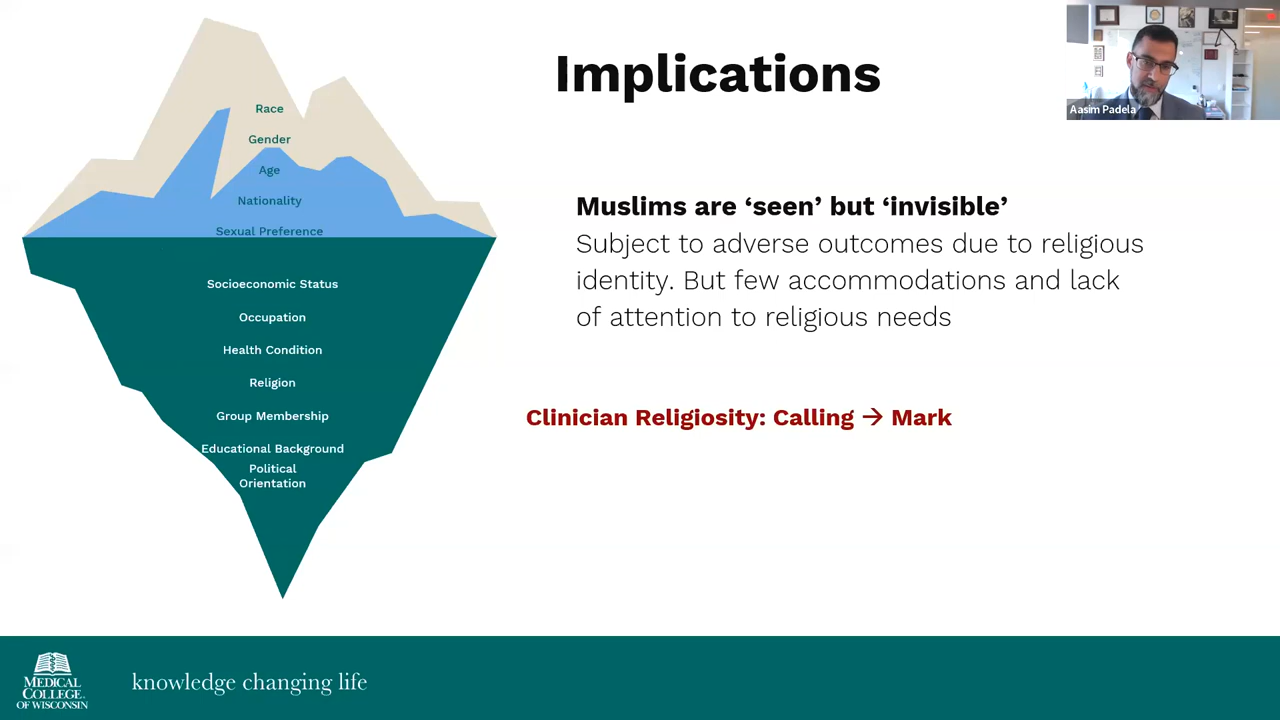 Implications
Aasim Padela
Race
Gender
Age
Nationality
Sexual Preference
Socioeconomic Status
Occupation
Health Condition
Religion
Group Membership
Educational Background
Political
Orientation
Muslims are ‘seen’ but ‘invisible’
Subject to adverse outcomes due to religious
identity. But few accommodations and lack
of attention to religious needs
Clinician Religiosity: Calling → Mark
MEDICAL
COLLEGE
OF WISCONSIN
knowledge changing life